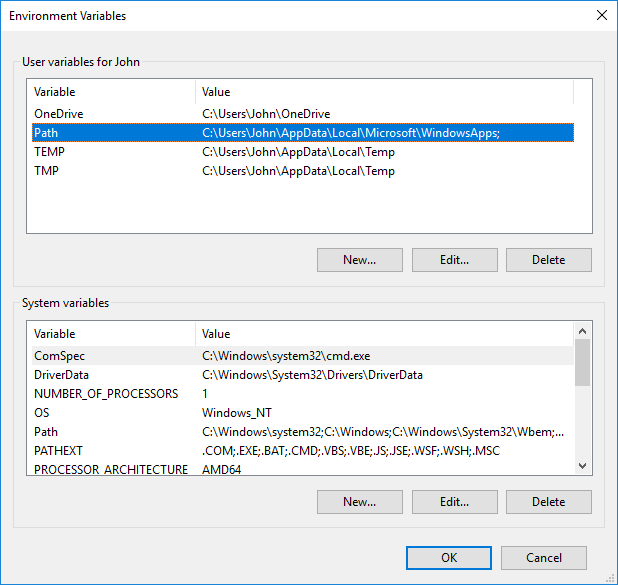 Environment Variables
User variables for John
Variable Value
OneDrive C:\Users\John\OneDrive
Path C:\Users\John\AppData\Local\Microsoft\WindowsApps;
TEMP C:\Users\John\AppData\Local\Temp
TMP C:\Users\John\AppData\Local\Temp
New... Edit... Delete
System variables
Variable Value
ComSpec C:\Windows\system32\cmd.exe
DriverData C:\Windows\System32\Drivers\DriverData
NUMBER_OF_PROCESSORS 1
OS Windows_NT
Path C:\Windows\system32;C:\Windows;C:\Windows\System32\Wbem;...
PATHEXT .COM;.EXE;.BAT;.CMD;.VBS;.VBE;.JS;.JSE;.WSF;.WSH;.MSC
PROCESSOR_ARCHITECTURE AMD64
New... Edit... Delete
OK Cancel